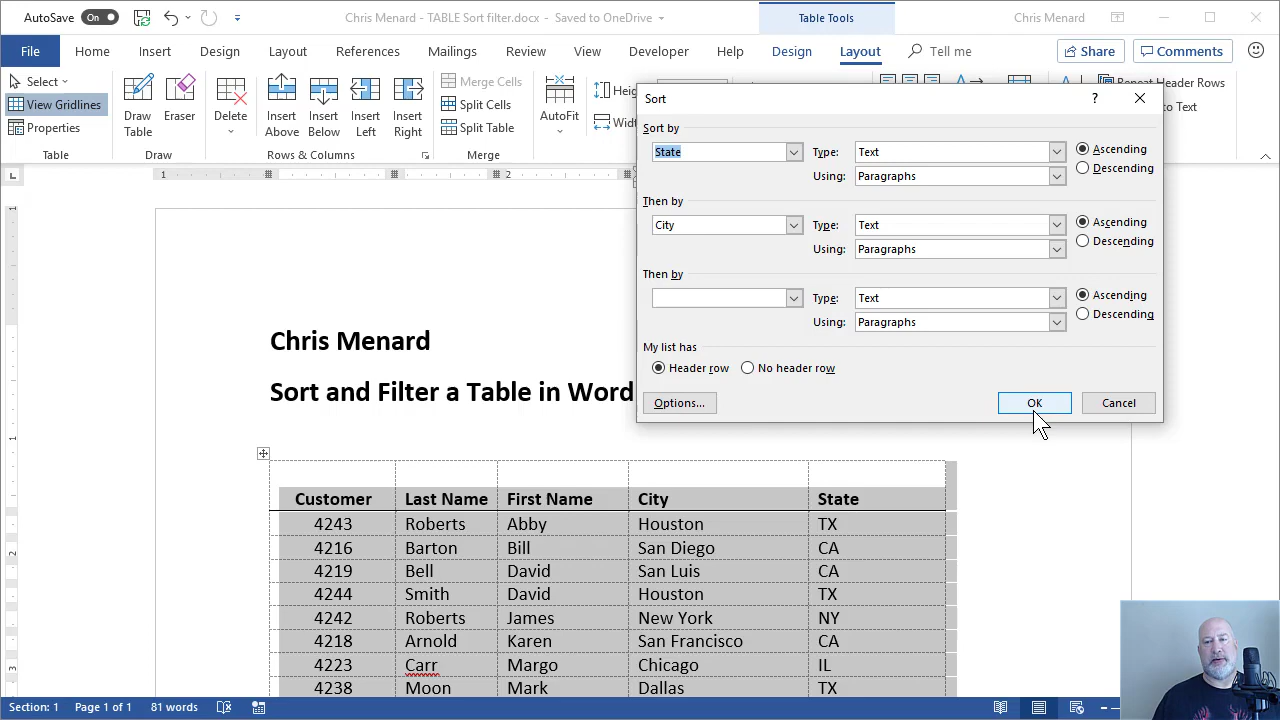 AutoSave On Chris Menard - TABLE Sort filter.docx - Saved to OneDrive Table Tools Chris Menard
File Home Insert Design Layout References Mailings Review View Developer Help Design Layout Tell me Share Comments
Select
View Gridlines
Properties
Table
Draw Table
Eraser
Draw
Delete
Insert Above
Insert Below
Insert Left
Insert Right
Rows & Columns
Merge Cells
Split Cells
Split Table
Merge
AutoFit
Repeat Header Rows
to Text
Sort
?
Sort by
State Type: Text Ascending
Using: Paragraphs Descending
Then by
City Type: Text Ascending
Using: Paragraphs Descending
Then by
Type: Text Ascending
Using: Paragraphs Descending
My list has
Header row No header row
Options... OK Cancel
L
1 2
1
1
2
3
Chris Menard
Sort and Filter a Table in Word
Customer Last Name First Name City State
4243 Roberts Abby Houston TX
4216 Barton Bill San Diego CA
4219 Bell David San Luis CA
4244 Smith David Houston TX
4242 Roberts James New York NY
4218 Arnold Karen San Francisco CA
4223 Carr Margo Chicago IL
4238 Moon Mark Dallas TX
Section: 1 Page 1 of 1 81 words